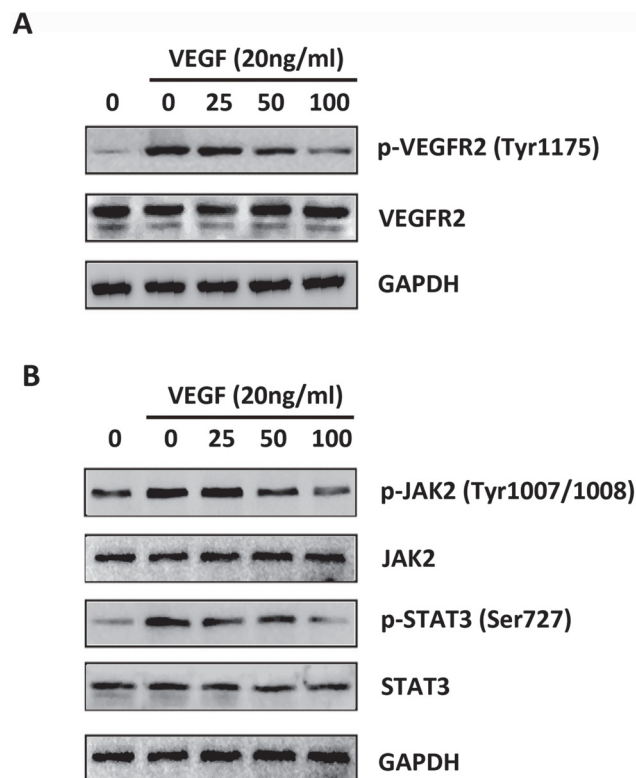 A
VEGF (20ng/ml)
0 0 25 50 100
p-VEGFR2 (Tyr1175)
VEGFR2
GAPDH
B
VEGF (20ng/ml)
0 0 25 50 100
p-JAK2 (Tyr1007/1008)
JAK2
p-STAT3 (Ser727)
STAT3
GAPDH